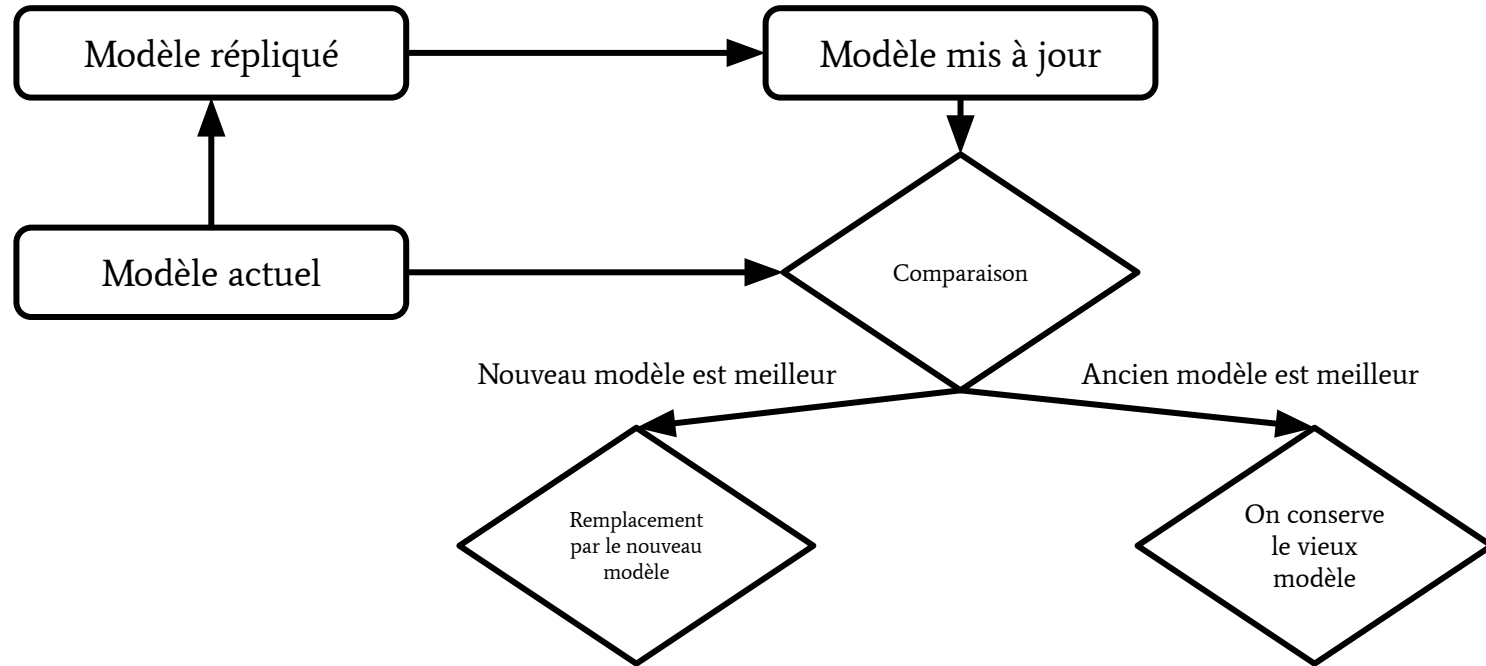 Modèle répliqué
Modèle mis à jour
Modèle actuel
Comparaison
Nouveau modèle est meilleur
Ancien modèle est meilleur
Remplacement
par le nouveau
modèle
On conserve
le vieux
modèle